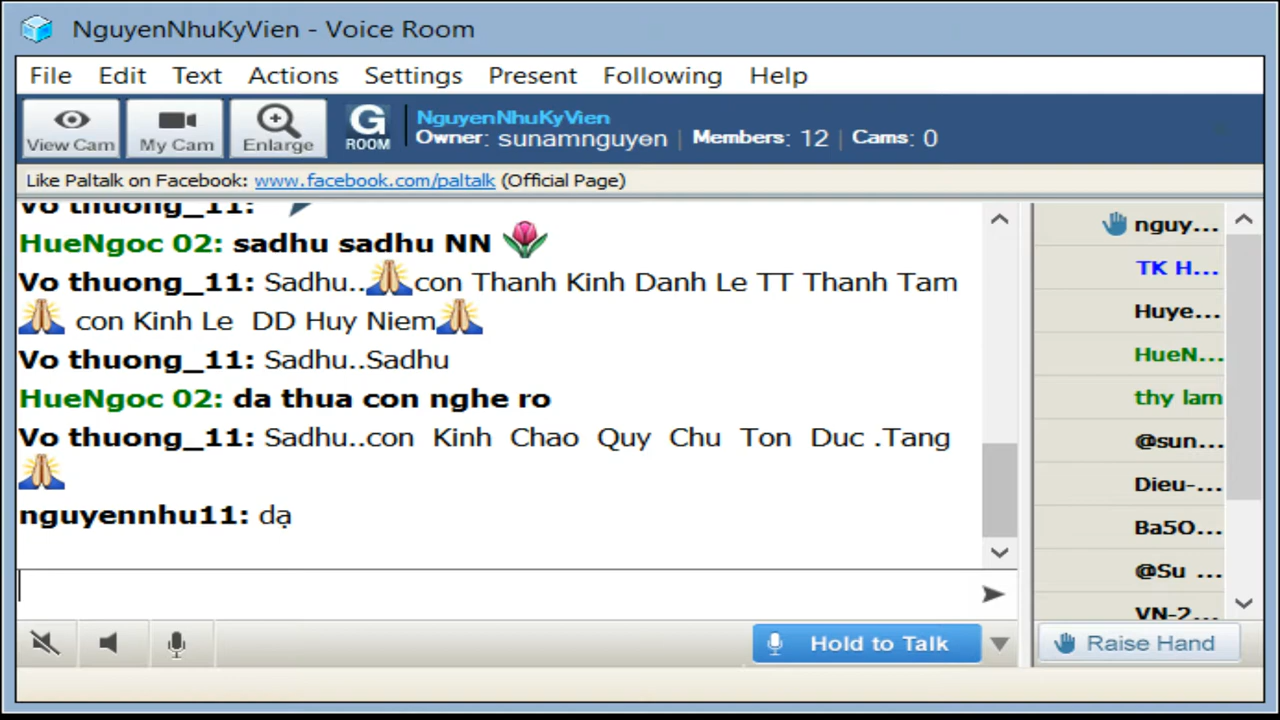 NguyenNhuKyVien - Voice Room
File Edit Text Actions Settings Present Following Help
View Cam My Cam Enlarge G ROOM
NguyenNhuKyVien
Owner: sunamnguyen | Members: 12 | Cams: 0
Like Paltalk on Facebook: www.facebook.com/paltalk (Official Page)
Vo thuong_11:
HueNgoc 02: sadhu sadhu NN
Vo thuong_11: Sadhu..con Thanh Kinh Danh Le TT Thanh Tam
con Kinh Le DD Huy Niem
Vo thuong_11: Sadhu..Sadhu
HueNgoc 02: da thua con nghe ro
Vo thuong_11: Sadhu..con Kinh Chao Quy Chu Ton Duc .Tang
nguyennhu11: dạ
nguy...
TK H...
Huye...
HueN...
thy lam
@sun...
Dieu-...
Ba5O...
@Su ...
VN-2...
Hold to Talk
Raise Hand